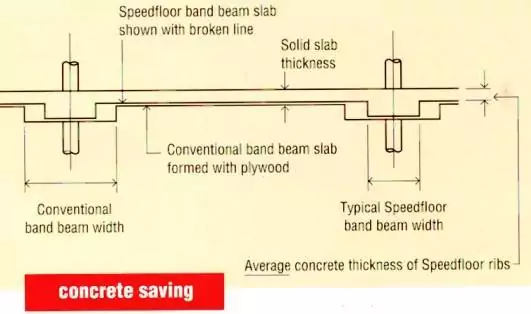 Speedfloor band beam slab
shown with broken line
Solid slab
thickness
Conventional band beam slab
formed with plywood
Conventional
band beam width
Typical Speedfloor
band beam width
Average concrete thickness of Speedfloor ribs
concrete saving